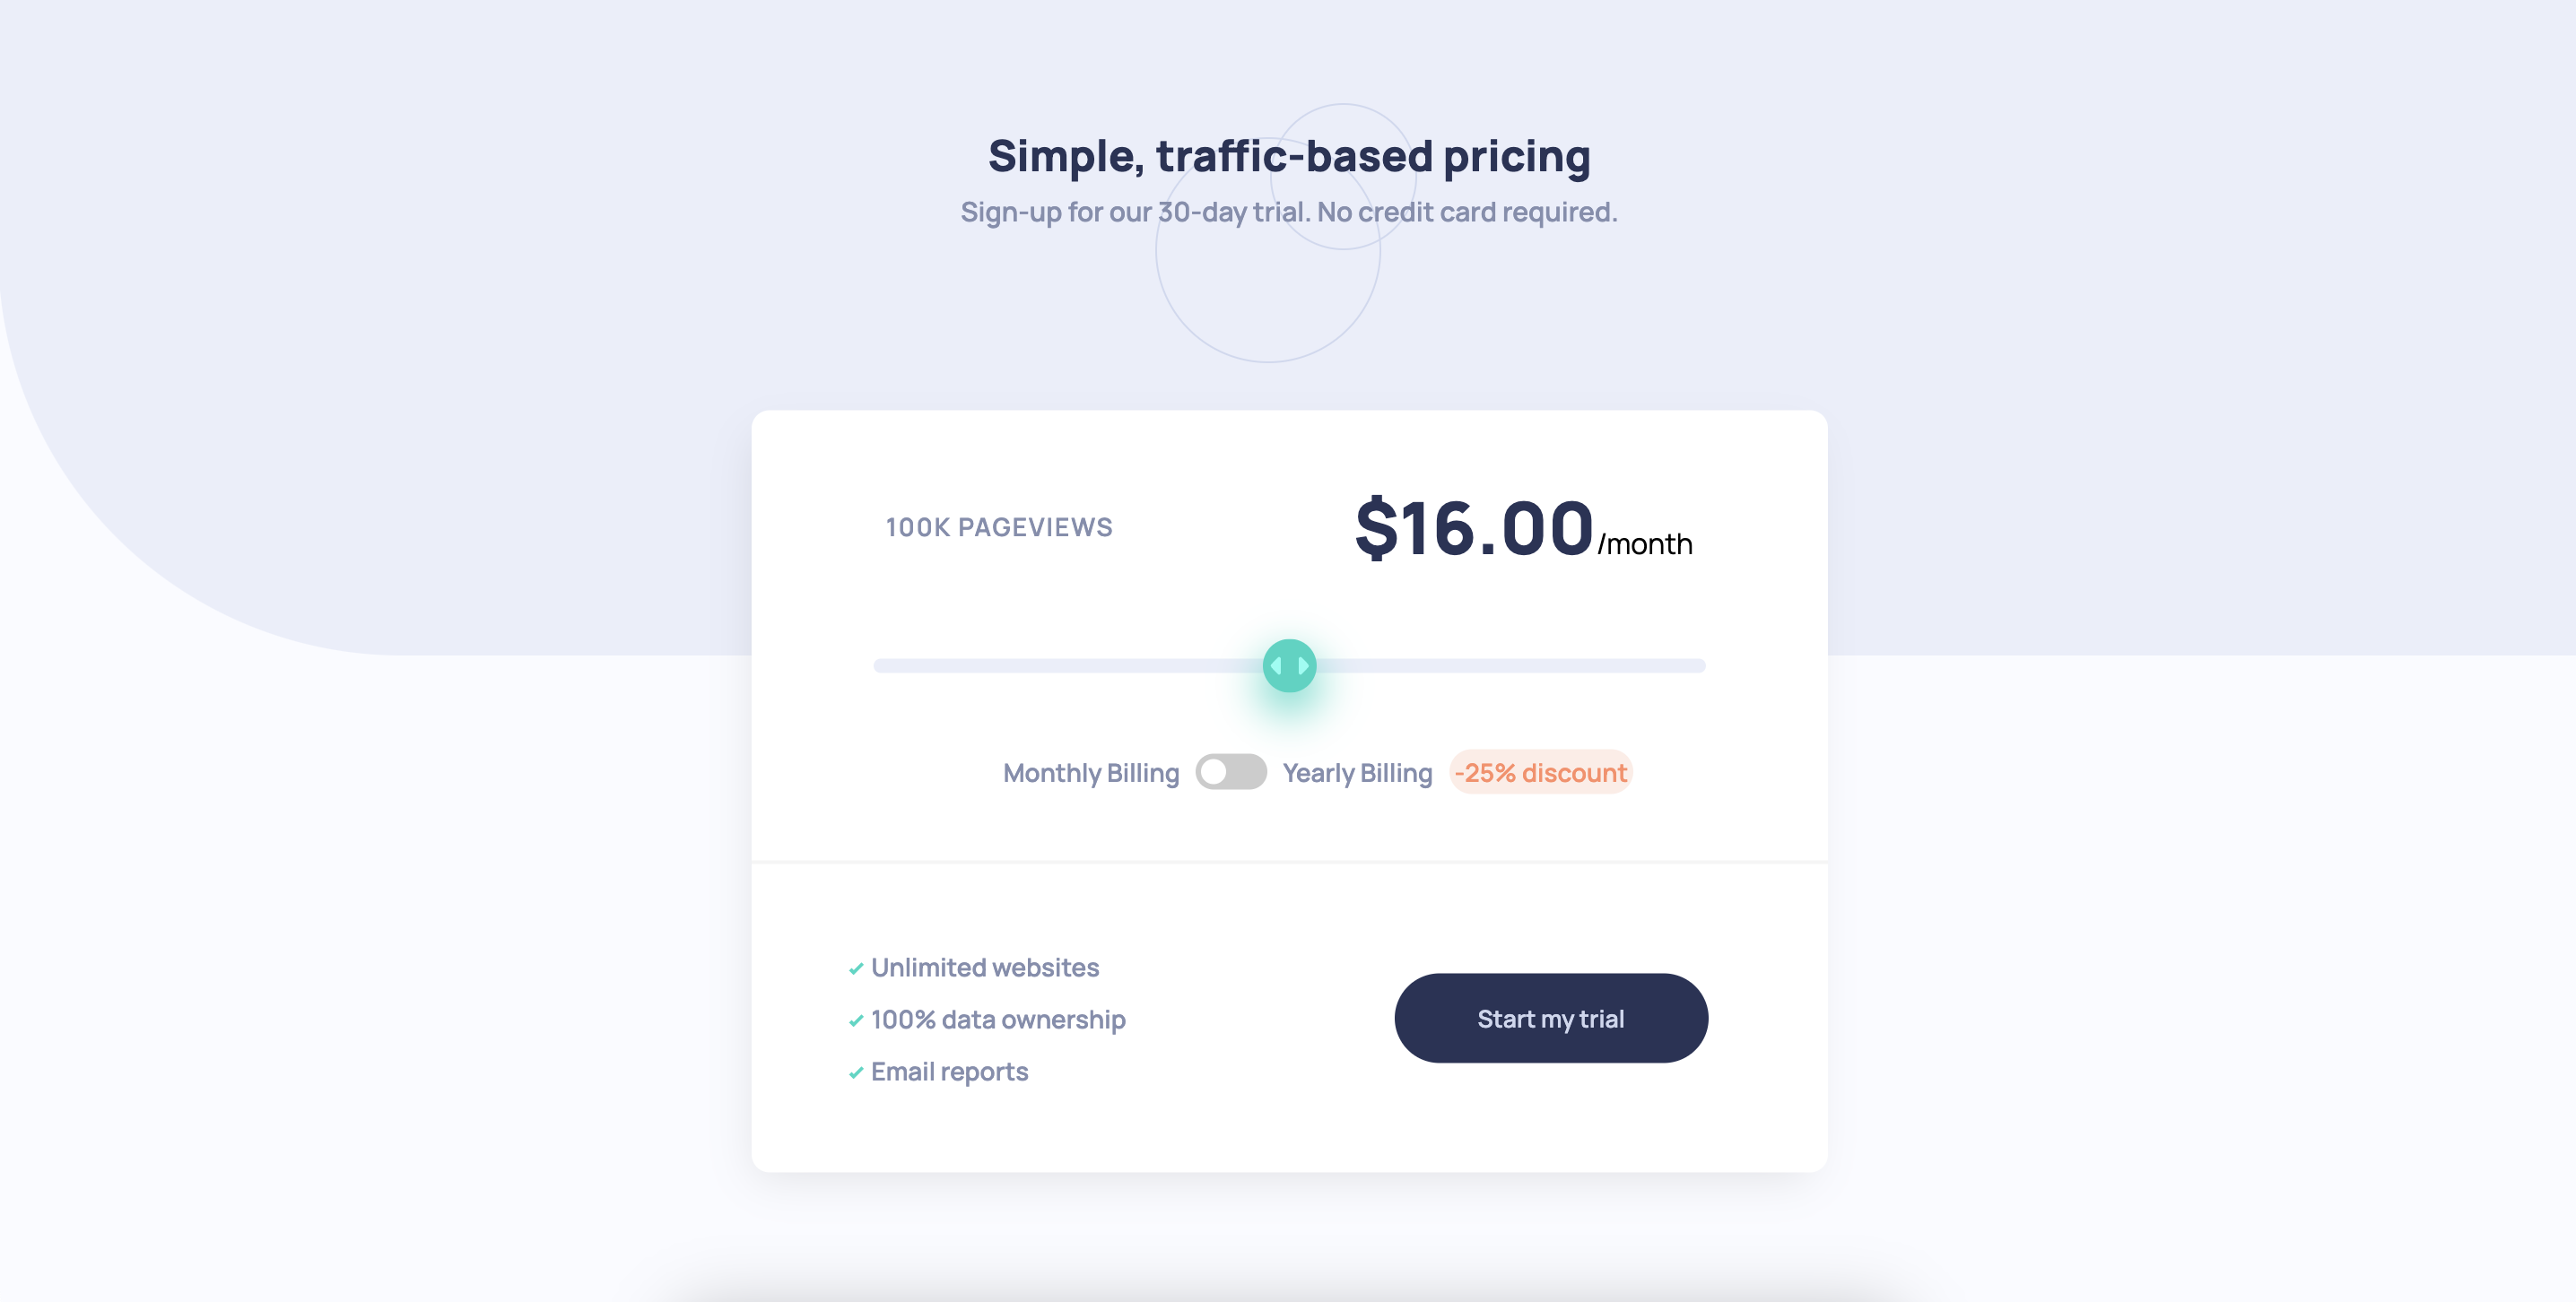 Simple, traffic-based pricing
Sign-up for our 30-day trial. No credit card required.
100K PAGEVIEWS
$16.00/month
Monthly Billing Yearly Billing -25% discount
Unlimited websites
100% data ownership
Email reports
Start my trial